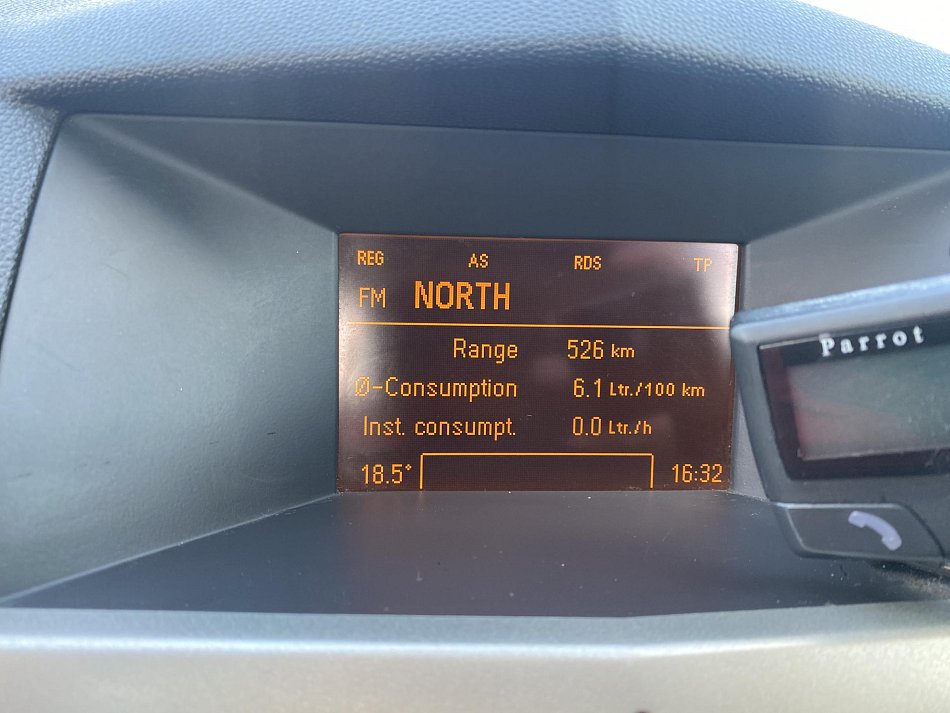 REG AS RDS TP
FM NORTH
Range 526 km
Ø-Consumption 6.1 Ltr./100 km
Inst. consumpt. 0.0 Ltr./h
18.5° 16:32
Parrot